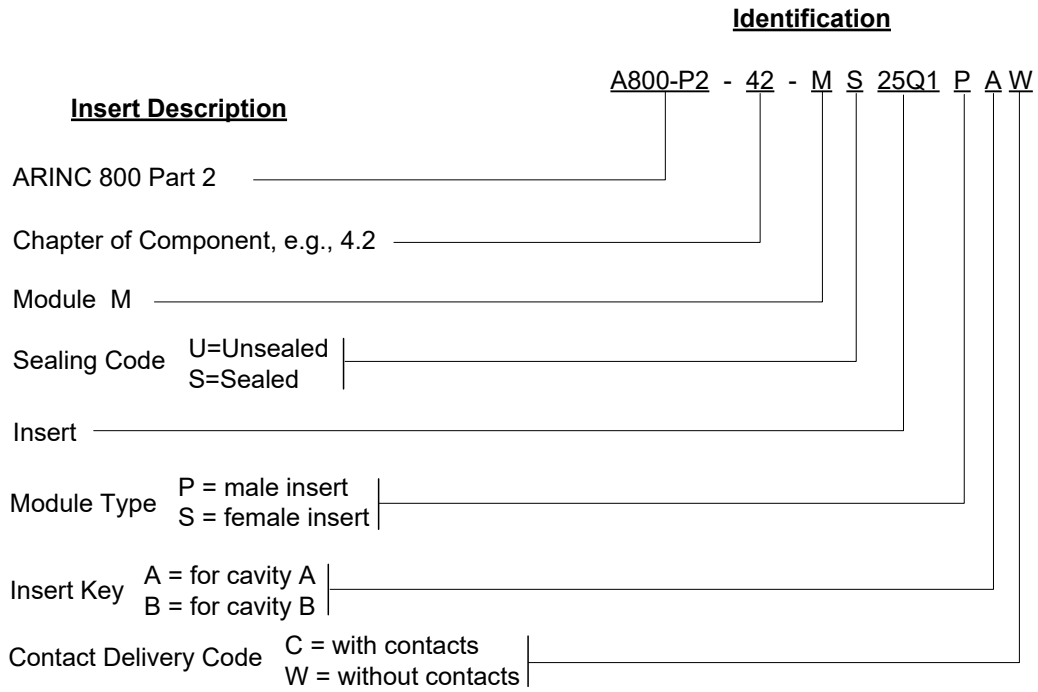 Identification
A800-P2 - 42 - M S 25Q1 P A W
Insert Description
ARINC 800 Part 2
Chapter of Component, e.g., 4.2
Module M
Sealing Code U=Unsealed
S=Sealed
Insert
Module Type P = male insert
S = female insert
Insert Key A = for cavity A
B = for cavity B
Contact Delivery Code C = with contacts
W = without contacts